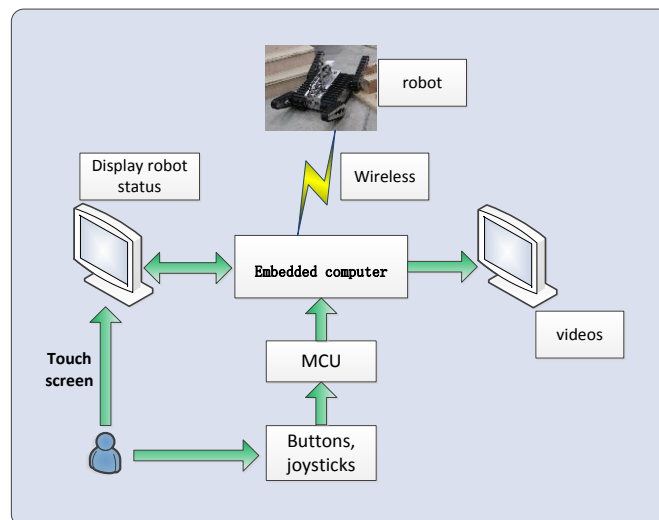 robot
Display robot
status
Wireless
Embedded computer
videos
MCU
Touch
screen
Buttons,
joysticks